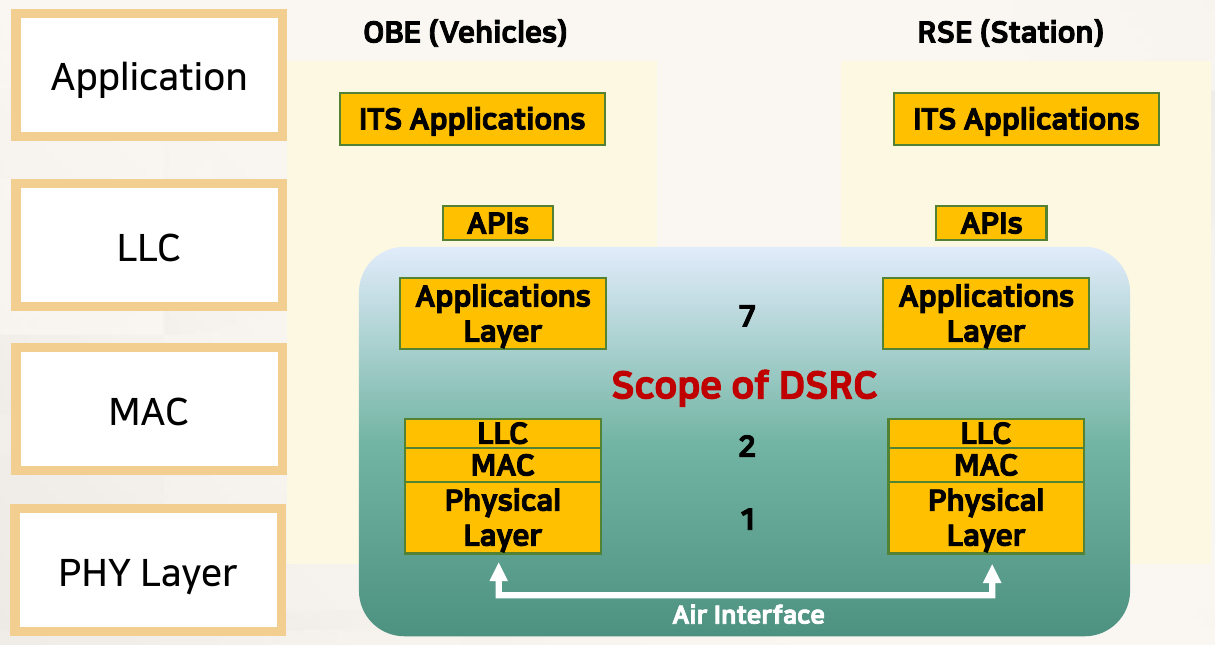 Application
LLC
MAC
PHY Layer
OBE (Vehicles)
RSE (Station)
ITS Applications
ITS Applications
APIs
APIs
Applications
Layer
7
Applications
Layer
Scope of DSRC
LLC
MAC
2
LLC
MAC
Physical
Layer
1
Physical
Layer
Air Interface